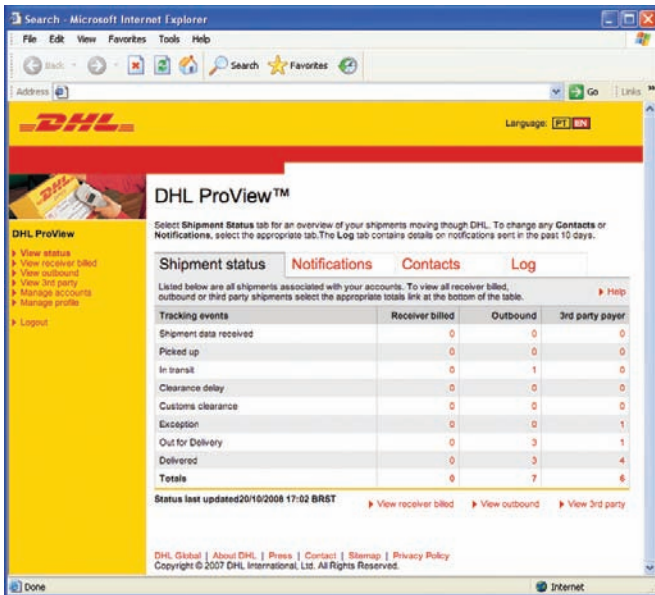 Search - Microsoft Internet Explorer
File Edit View Favorites Tools Help
Back Search Favorites
Address Go Links »
DHL
Language: PT EN
DHL
DHL ProView™
Select Shipment Status tab for an overview of your shipments moving though DHL. To change any Contacts or
Notifications, select the appropriate tab.The Log tab contains details on notfications sent in the past 10 days.
DHL ProView
View status
View receiver billed
View outbound
View 3rd party
Manage accounts
Manage profile
Logout
Shipment status Notifications Contacts Log
Listed below are all shipments associated with your accounts. To view all receiver billed,
outbound or third party shipments select the appropriate totals link at the bottom of the table.
Help
Tracking events Receiver billed Outbound 3rd party payer
Shipment data received 0 0 0
Picked up 0 0 0
In transit 0 1 0
Clearance delay 0 0 0
Customs clearance 0 0 0
Exception 0 0 1
Out for Delivery 0 3 1
Delivered 0 3 4
Totals 0 7 6
Status last updated20/10/2008 17:02 BRST
View receiver billed View outbound View 3rd party
DHL Global | About DHL | Press | Contact | Sitemap | Privacy Policy
Copyright © 2007 DHL International, Ltd. All Rights Reserved.
Done Internet